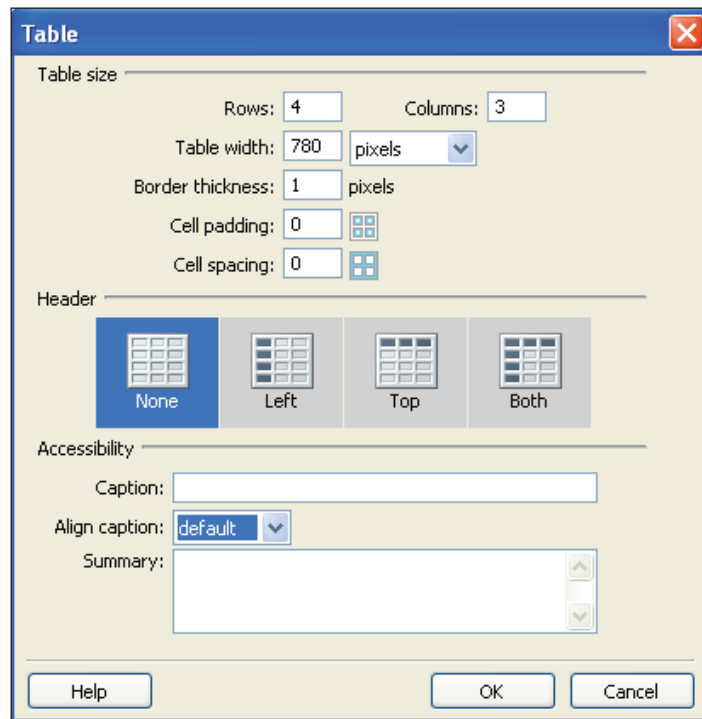 Table
Table size
Rows: 4 Columns: 3
Table width: 780 pixels
Border thickness: 1 pixels
Cell padding: 0
Cell spacing: 0
Header
None Left Top Both
Accessibility
Caption:
Align caption: default
Summary:
Help OK Cancel